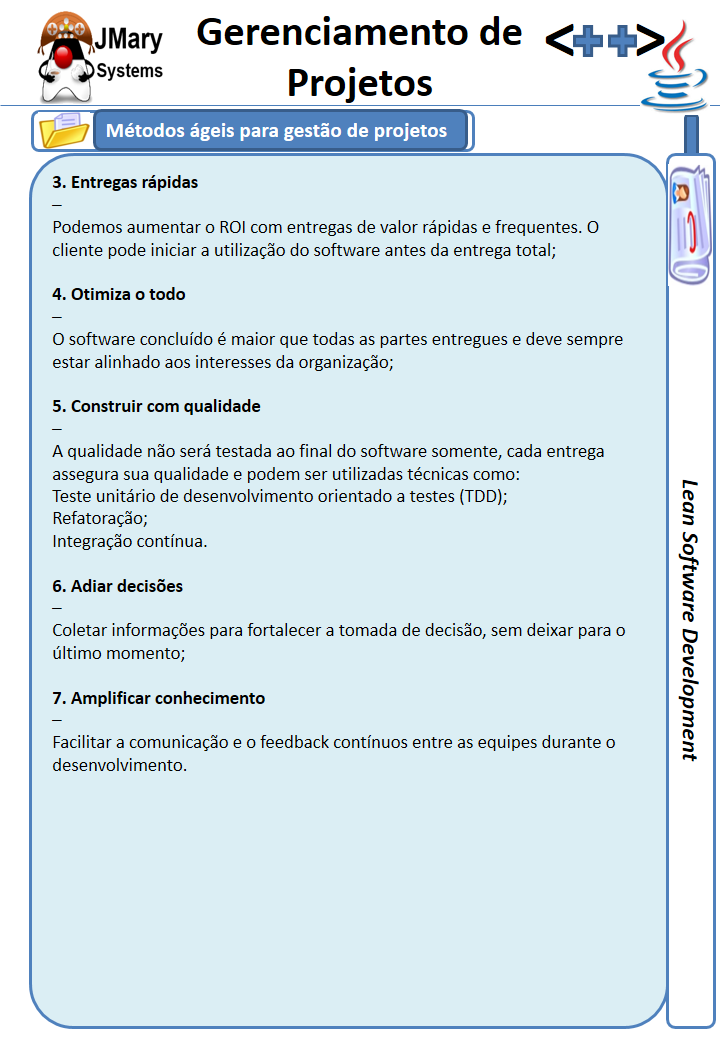 JMary
Systems
Gerenciamento de
Projetos
<++>
Métodos ágeis para gestão de projetos
3. Entregas rápidas
–
Podemos aumentar o ROI com entregas de valor rápidas e frequentes. O
cliente pode iniciar a utilização do software antes da entrega total;
4. Otimiza o todo
–
O software concluído é maior que todas as partes entregues e deve sempre
estar alinhado aos interesses da organização;
5. Construir com qualidade
–
A qualidade não será testada ao final do software somente, cada entrega
assegura sua qualidade e podem ser utilizadas técnicas como:
Teste unitário de desenvolvimento orientado a testes (TDD);
Refatoração;
Integração contínua.
6. Adiar decisões
–
Coletar informações para fortalecer a tomada de decisão, sem deixar para o
último momento;
7. Amplificar conhecimento
–
Facilitar a comunicação e o feedback contínuos entre as equipes durante o
desenvolvimento.
Lean Software Development